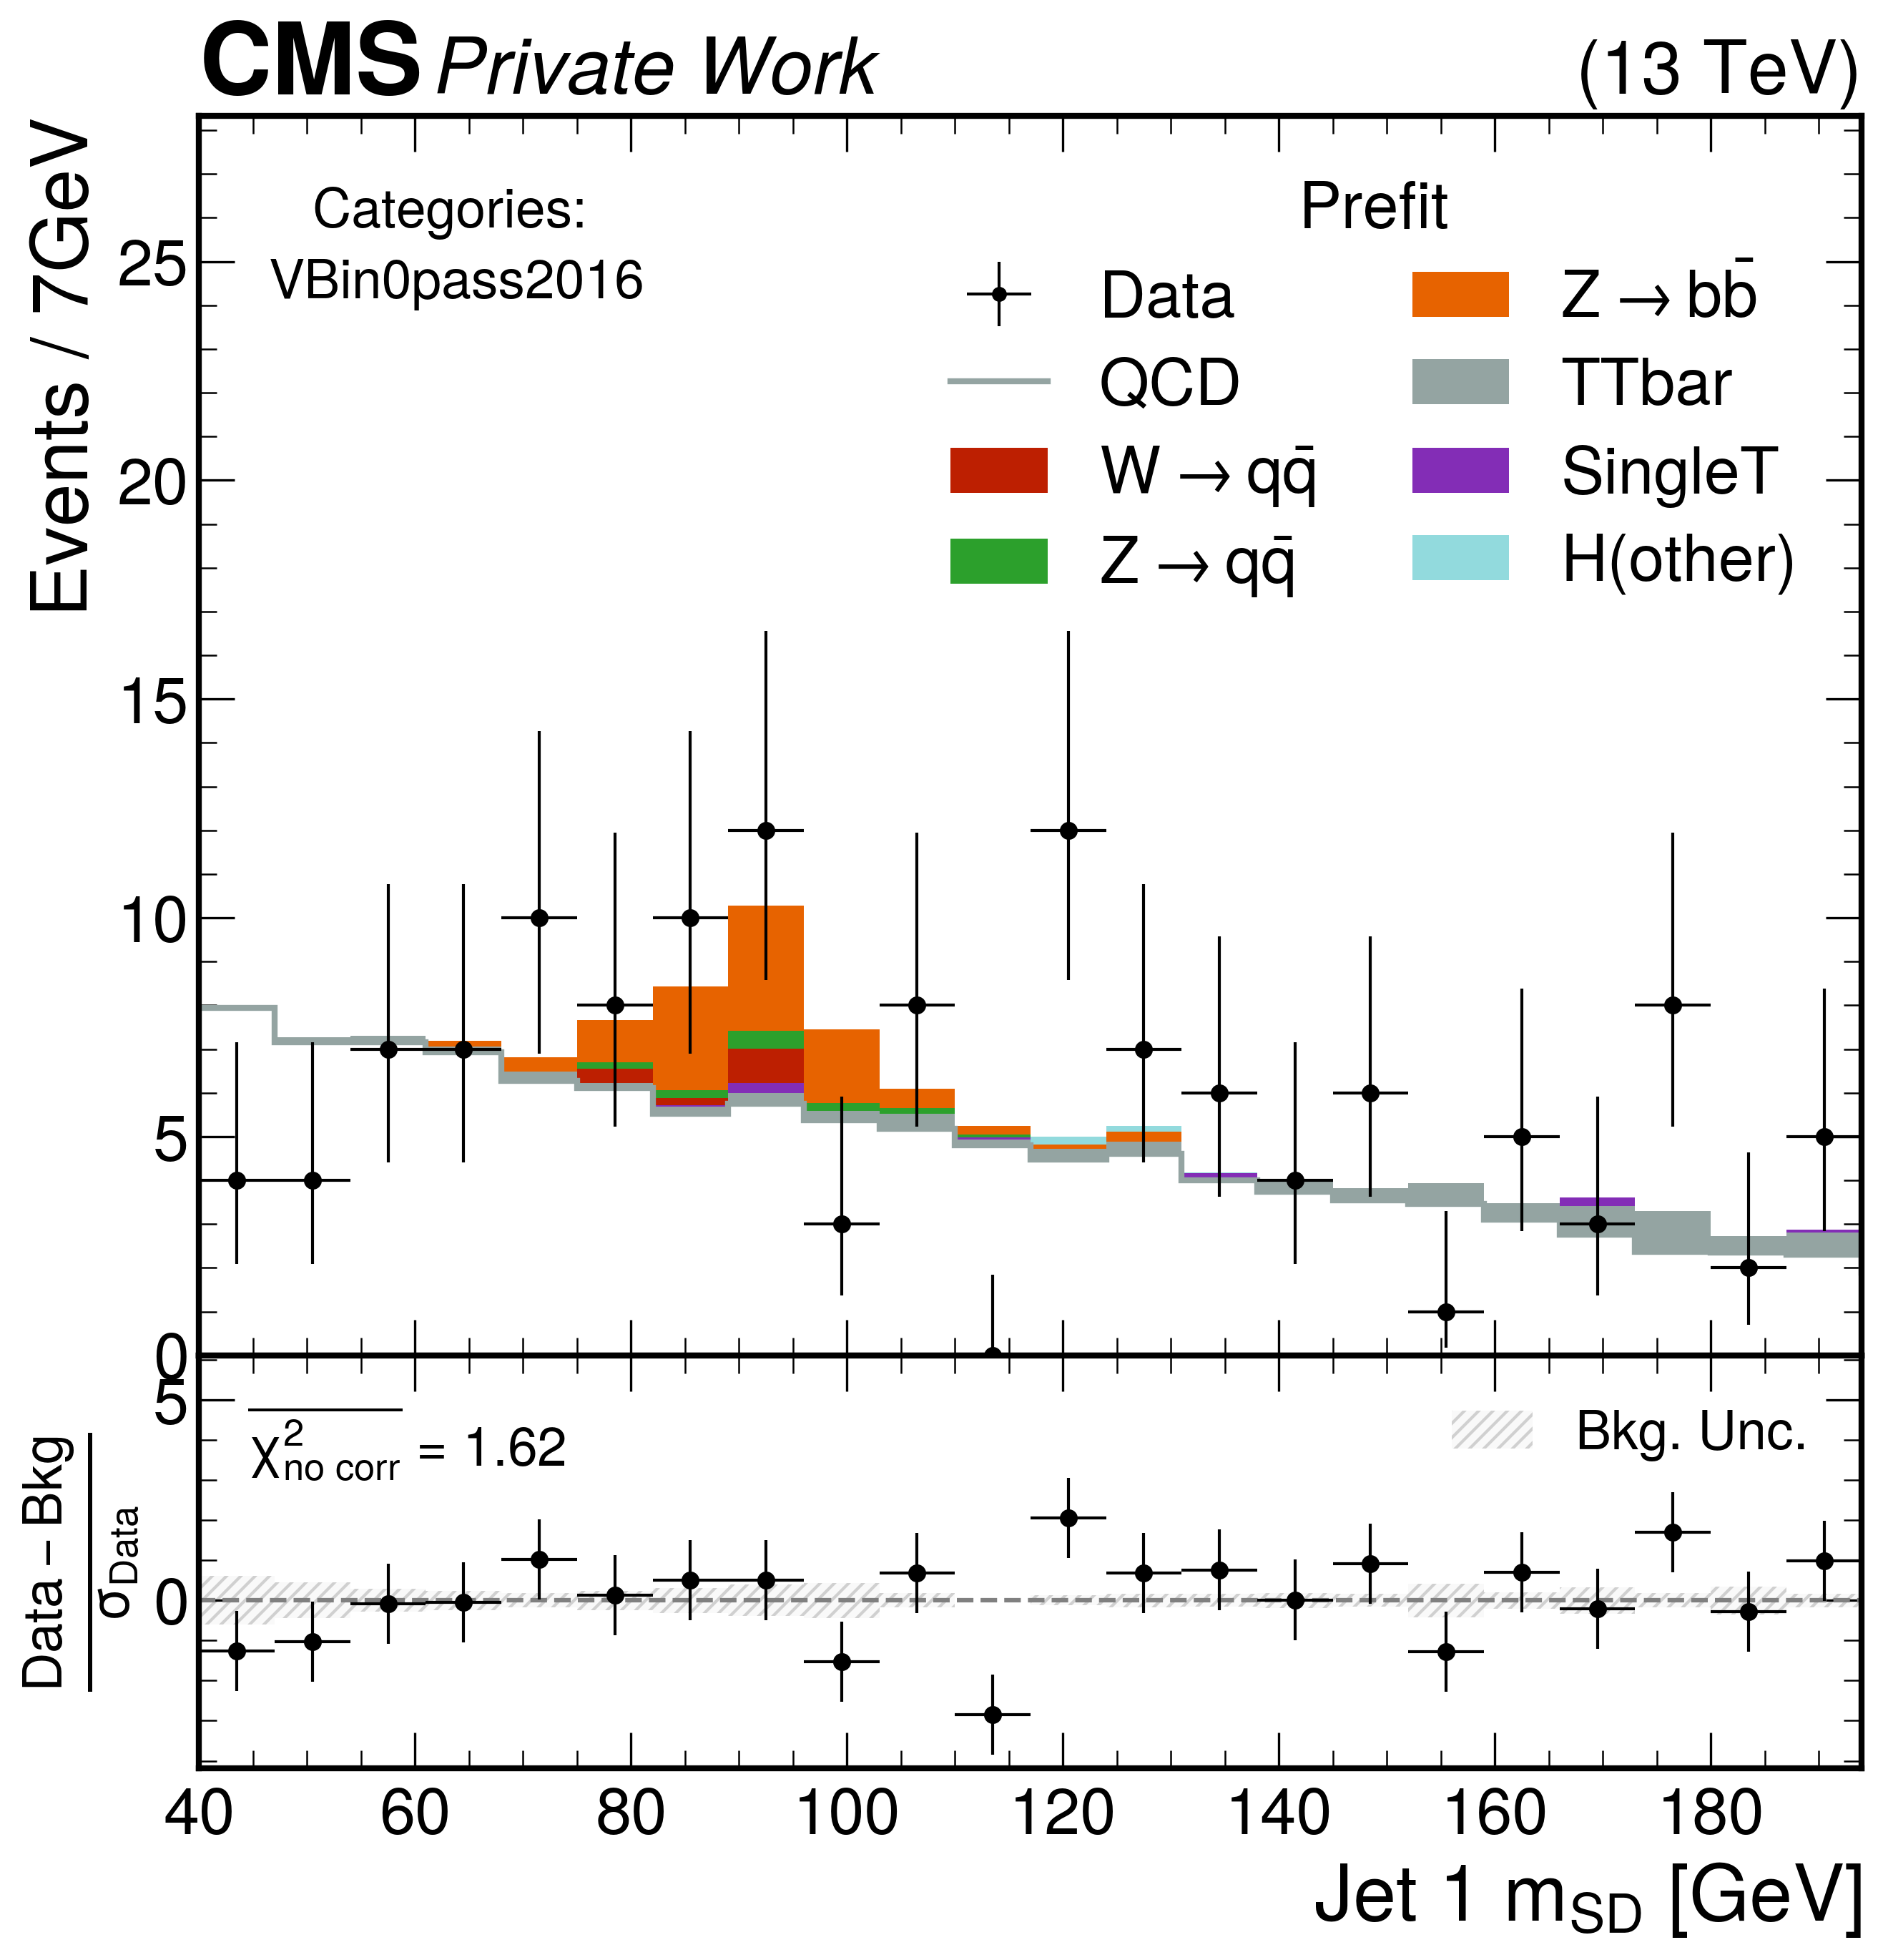 CMS Private Work (13 TeV)
Events / 7GeV
Categories:
VBin0pass2016
Prefit
Data
QCD
W → qq̄
Z → qq̄
Z → bb̄
TTbar
SingleT
H(other)
25
20
15
10
5
0
Data − Bkg
σData
5
0
χ²no corr = 1.62
Bkg. Unc.
40 60 80 100 120 140 160 180
Jet 1 mSD [GeV]